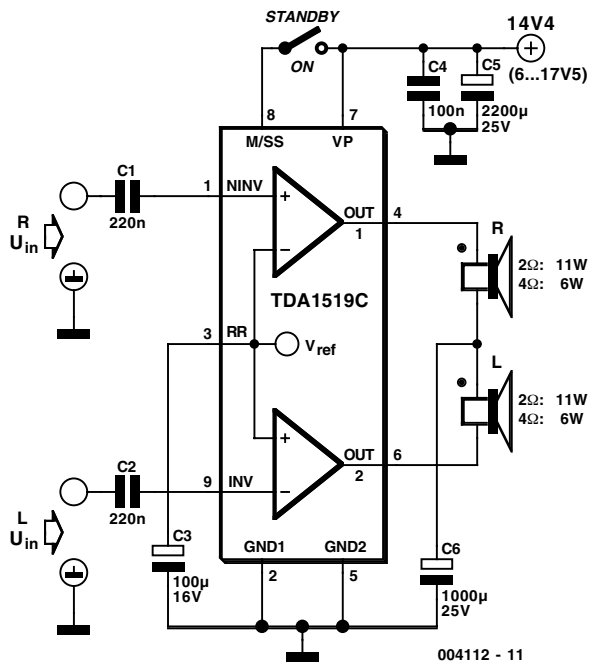 STANDBY
ON
14V4
(6...17V5)
C4
100n
C5
2200µ
25V
8
7
M/SS
VP
C1
220n
1
NINV
+
−
OUT
1
4
R
Uin
R
2Ω: 11W
4Ω: 6W
TDA1519C
3
RR
Vref
L
2Ω: 11W
4Ω: 6W
+
−
OUT
2
6
C2
220n
9
INV
L
Uin
C3
100µ
16V
GND1
GND2
2
5
C6
1000µ
25V
004112 - 11